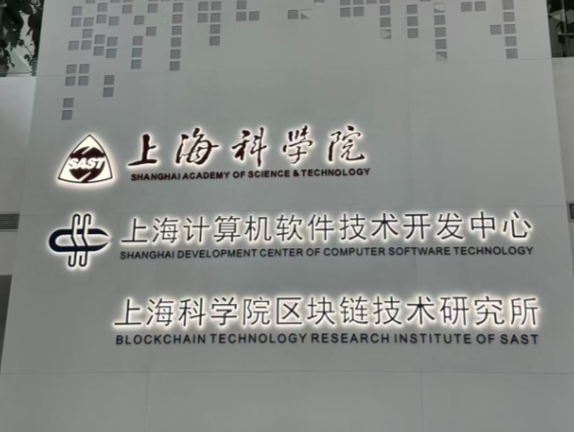 SAST
上海科学院
SHANGHAI ACADEMY OF SCIENCE & TECHNOLOGY
上海计算机软件技术开发中心
SHANGHAI DEVELOPMENT CENTER OF COMPUTER SOFTWARE TECHNOLOGY
上海科学院区块链技术研究所
BLOCKCHAIN TECHNOLOGY RESEARCH INSTITUTE OF SAST